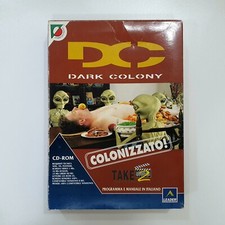 DC
DARK COLONY
COLONIZZATO!
CD-ROM
TAKE 2
PROGRAMMA E MANUALE IN ITALIANO
LEADER